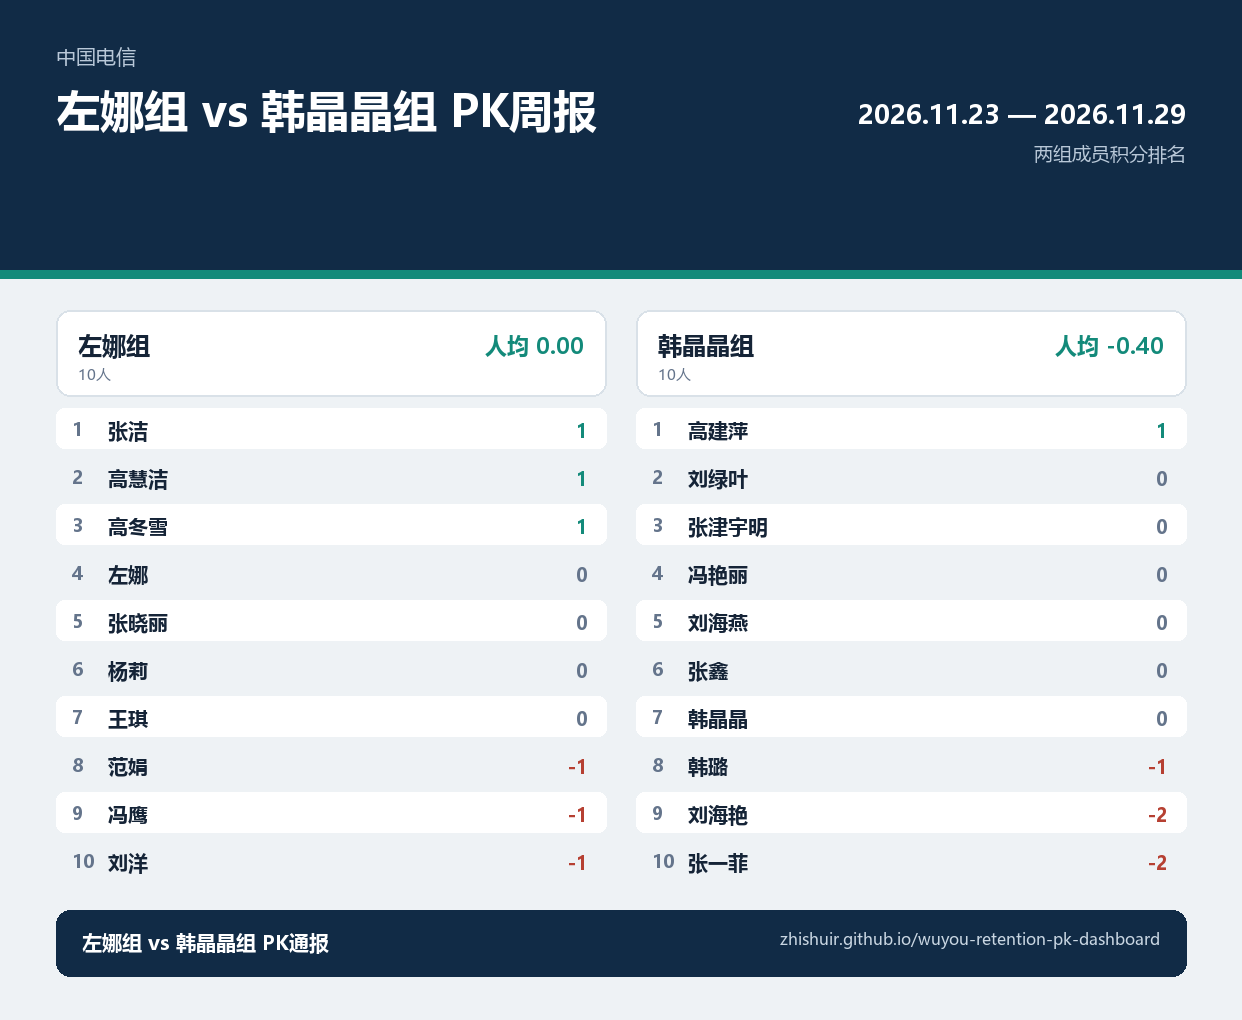 中国电信
左娜组 vs 韩晶晶组 PK周报
2026.11.23 — 2026.11.29
两组成员积分排名
左娜组
人均 0.00
10人
1 张洁 1
2 高慧洁 1
3 高冬雪 1
4 左娜 0
5 张晓丽 0
6 杨莉 0
7 王琪 0
8 范娟 -1
9 冯鹰 -1
10 刘洋 -1
韩晶晶组
人均 -0.40
10人
1 高建萍 1
2 刘绿叶 0
3 张津宇明 0
4 冯艳丽 0
5 刘海燕 0
6 张鑫 0
7 韩晶晶 0
8 韩璐 -1
9 刘海艳 -2
10 张一菲 -2
左娜组 vs 韩晶晶组 PK通报
zhishuir.github.io/wuyou-retention-pk-dashboard